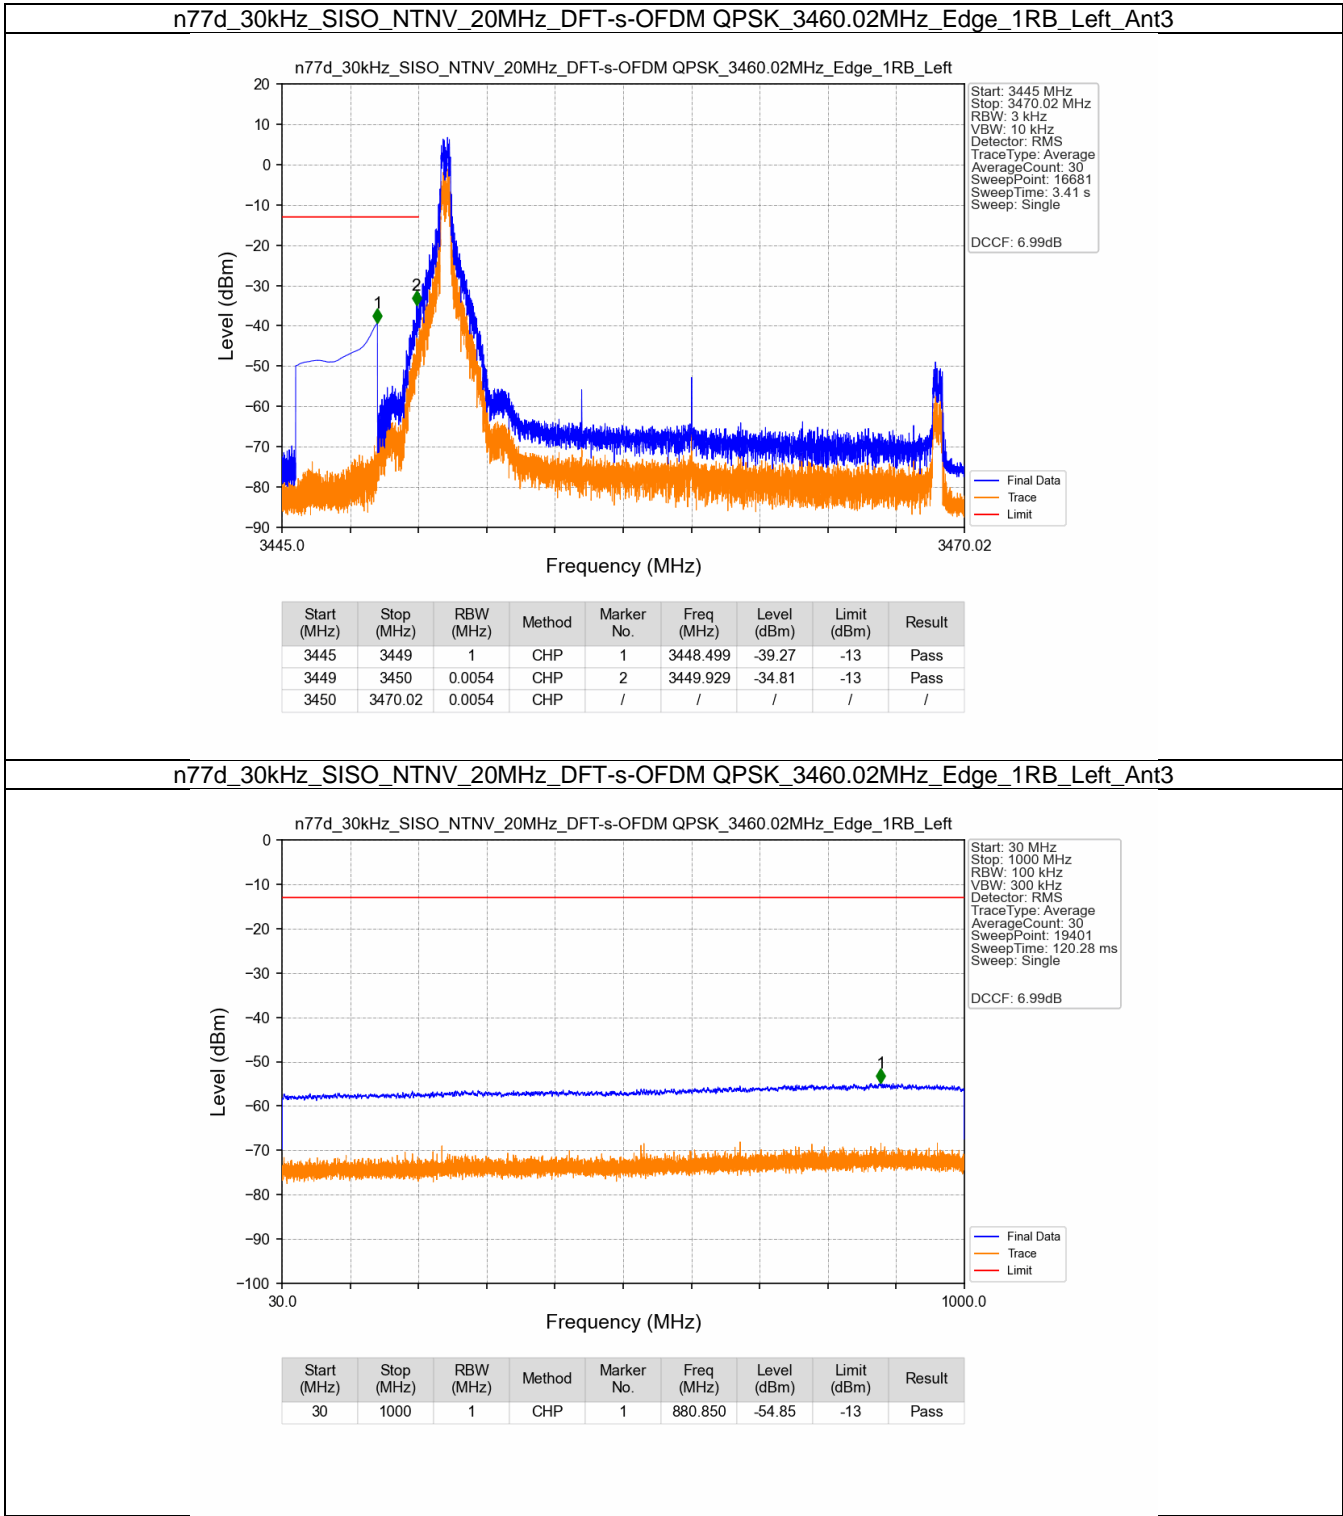 n77d_30kHz_SISO_NTNV_20MHz_DFT-s-OFDM QPSK_3460.02MHz_Edge_1RB_Left_Ant3
n77d_30kHz_SISO_NTNV_20MHz_DFT-s-OFDM QPSK_3460.02MHz_Edge_1RB_Left
20
10
0
−10
−20
−30
−40
−50
−60
−70
−80
−90
Level (dBm)
1
2
3445.0
3470.02
Frequency (MHz)
Start: 3445 MHz
Stop: 3470.02 MHz
RBW: 3 kHz
VBW: 10 kHz
Detector: RMS
TraceType: Average
AverageCount: 30
SweepPoint: 16681
SweepTime: 3.41 s
Sweep: Single
DCCF: 6.99dB
Final Data
Trace
Limit
Start (MHz) Stop (MHz) RBW (MHz) Method Marker No. Freq (MHz) Level (dBm) Limit (dBm) Result
3445 3449 1 CHP 1 3448.499 -39.27 -13 Pass
3449 3450 0.0054 CHP 2 3449.929 -34.81 -13 Pass
3450 3470.02 0.0054 CHP / / / / /
n77d_30kHz_SISO_NTNV_20MHz_DFT-s-OFDM QPSK_3460.02MHz_Edge_1RB_Left_Ant3
n77d_30kHz_SISO_NTNV_20MHz_DFT-s-OFDM QPSK_3460.02MHz_Edge_1RB_Left
0
−10
−20
−30
−40
−50
−60
−70
−80
−90
−100
Level (dBm)
1
30.0
1000.0
Frequency (MHz)
Start: 30 MHz
Stop: 1000 MHz
RBW: 100 kHz
VBW: 300 kHz
Detector: RMS
TraceType: Average
AverageCount: 30
SweepPoint: 19401
SweepTime: 120.28 ms
Sweep: Single
DCCF: 6.99dB
Final Data
Trace
Limit
Start (MHz) Stop (MHz) RBW (MHz) Method Marker No. Freq (MHz) Level (dBm) Limit (dBm) Result
30 1000 1 CHP 1 880.850 -54.85 -13 Pass